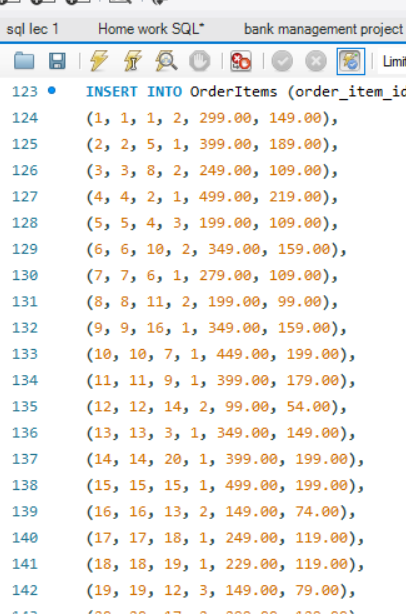 sql lec 1 Home work SQL* bank management project
Limit
123 INSERT INTO OrderItems (order_item_id
124 (1, 1, 1, 2, 299.00, 149.00),
125 (2, 2, 5, 1, 399.00, 189.00),
126 (3, 3, 8, 2, 249.00, 109.00),
127 (4, 4, 2, 1, 499.00, 219.00),
128 (5, 5, 4, 3, 199.00, 109.00),
129 (6, 6, 10, 2, 349.00, 159.00),
130 (7, 7, 6, 1, 279.00, 109.00),
131 (8, 8, 11, 2, 199.00, 99.00),
132 (9, 9, 16, 1, 349.00, 159.00),
133 (10, 10, 7, 1, 449.00, 199.00),
134 (11, 11, 9, 1, 399.00, 179.00),
135 (12, 12, 14, 2, 99.00, 54.00),
136 (13, 13, 3, 1, 349.00, 149.00),
137 (14, 14, 20, 1, 399.00, 199.00),
138 (15, 15, 15, 1, 499.00, 199.00),
139 (16, 16, 13, 2, 149.00, 74.00),
140 (17, 17, 18, 1, 249.00, 119.00),
141 (18, 18, 19, 1, 229.00, 119.00),
142 (19, 19, 12, 3, 149.00, 79.00),